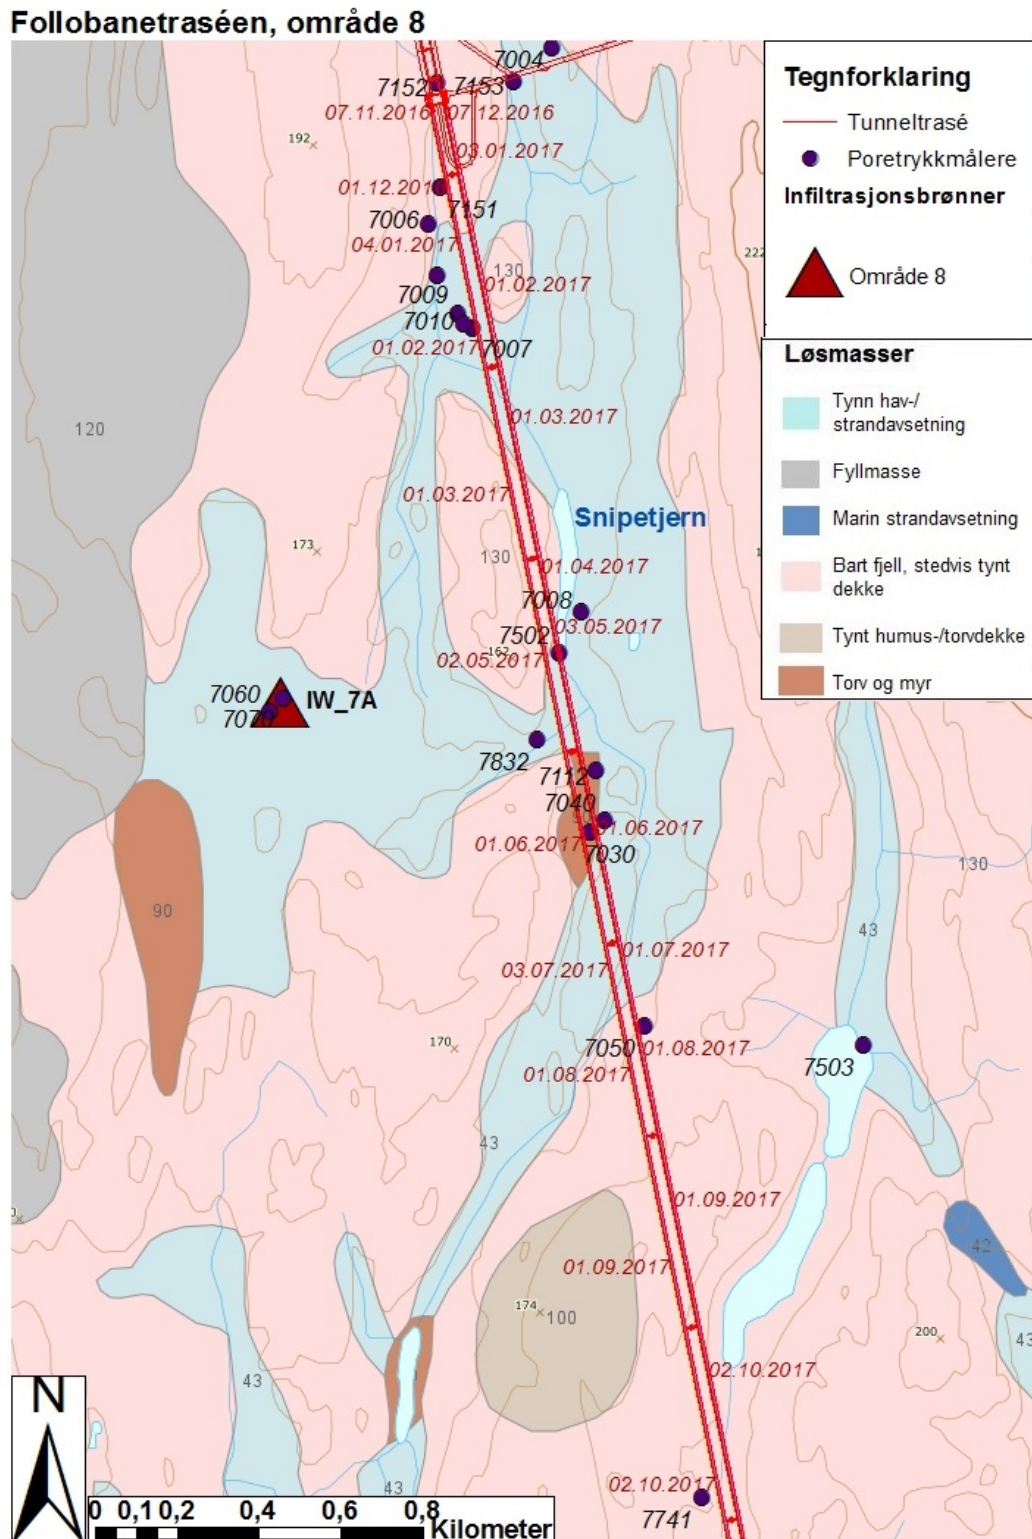 Follobanetraséen, område 8
7004
7152
7153
07.11.2016
07.12.2016
192
03.01.2017
7151
7006
04.01.2017
222
130
01.02.2017
7009
7010
01.02.2017
7007
120
01.03.2017
01.03.2017
Snipetjern
173
130
01.04.2017
7008
7502
03.05.2017
162
02.05.2017
7060
IW_7A
7832
7112
7040
01.06.2017
01.06.2017
7030
130
90
43
01.07.2017
03.07.2017
170
7050
01.08.2017
7503
01.08.2017
43
01.09.2017
42
01.09.2017
174
100
200
43
02.10.2017
43
43
02.10.2017
7741
Tegnforklaring
Tunneltrasé
Poretrykkmålere
Infiltrasjonsbrønner
Område 8
Løsmasser
Tynn hav-/
strandavsetning
Fyllmasse
Marin strandavsetning
Bart fjell, stedvis tynt
dekke
Tynt humus-/torvdekke
Torv og myr
N
0 0,1 0,2 0,4 0,6 0,8
Kilometer